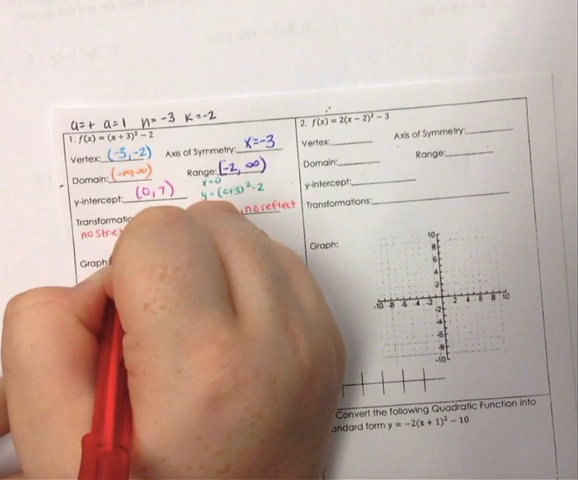 a=+ a=1 h=-3 K=-2
1. f(x) = (x + 3)² − 2
Vertex: (-3, -2) Axis of Symmetry: x=-3
Domain: (-∞,∞) Range: [-2, ∞)
x=0
y-intercept: (0, 7) y=(0+3)²-2
Transformatio
no stre , no reflect
Graph:
2. f(x) = 2(x − 2)² − 3
Vertex: Axis of Symmetry:
Domain: Range:
y-intercept:
Transformations:
Graph:
10
8
6
4
2
-10 -8 -6 -4 -2 2 4 6 8 10
-2
-4
-6
-8
-10
Convert the following Quadratic Function into
andard form y = −2(x + 1)² − 10